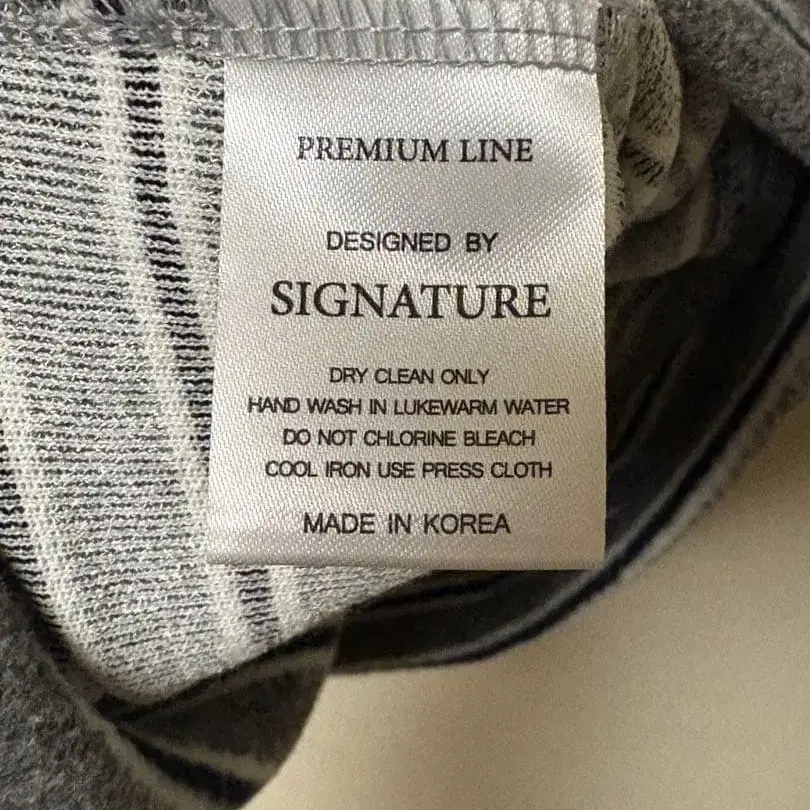 PREMIUM LINE
DESIGNED BY
SIGNATURE
DRY CLEAN ONLY
HAND WASH IN LUKEWARM WATER
DO NOT CHLORINE BLEACH
COOL IRON USE PRESS CLOTH
MADE IN KOREA